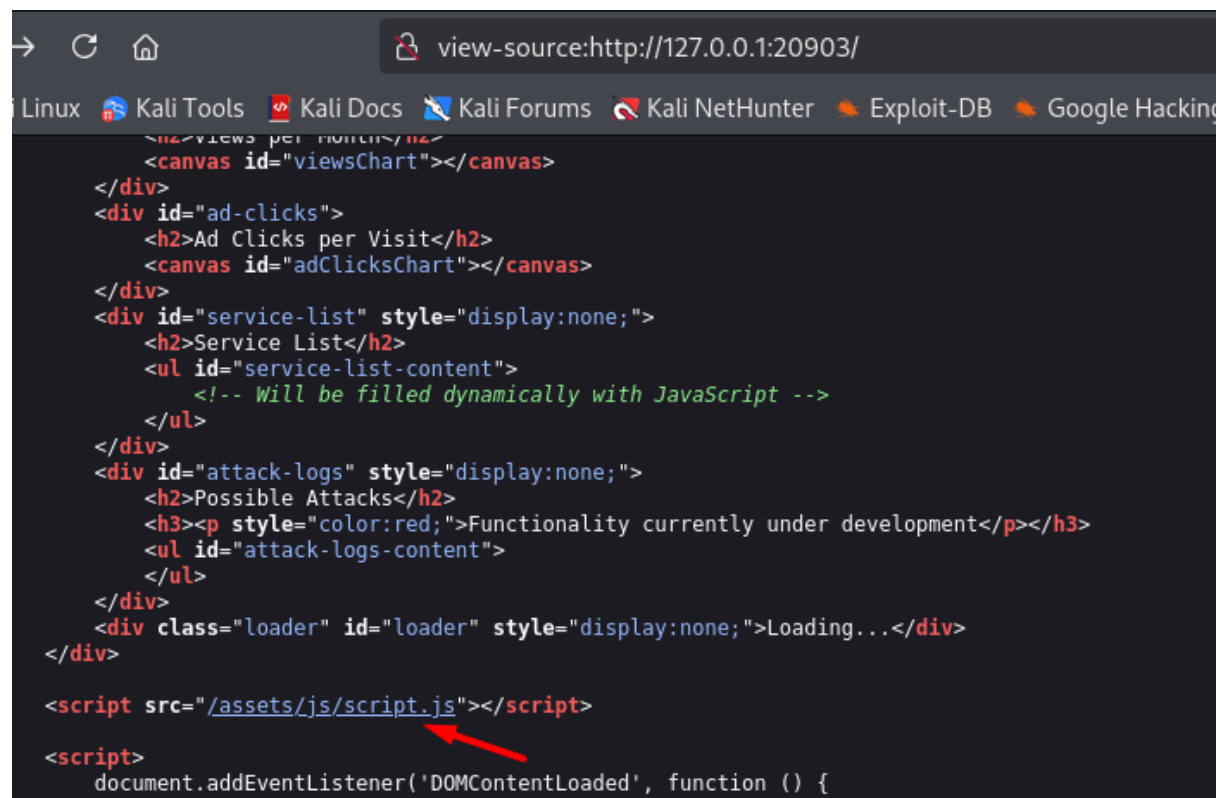 view-source:http://127.0.0.1:20903/
i Linux Kali Tools Kali Docs Kali Forums Kali NetHunter Exploit-DB Google Hacking
<h2>Views per Month</h2>
<canvas id="viewsChart"></canvas>
</div>
<div id="ad-clicks">
<h2>Ad Clicks per Visit</h2>
<canvas id="adClicksChart"></canvas>
</div>
<div id="service-list" style="display:none;">
<h2>Service List</h2>
<ul id="service-list-content">
<!-- Will be filled dynamically with JavaScript -->
</ul>
</div>
<div id="attack-logs" style="display:none;">
<h2>Possible Attacks</h2>
<h3><p style="color:red;">Functionality currently under development</p></h3>
<ul id="attack-logs-content">
</ul>
</div>
<div class="loader" id="loader" style="display:none;">Loading...</div>
</div>
<script src="/assets/js/script.js"></script>
<script>
document.addEventListener('DOMContentLoaded', function () {